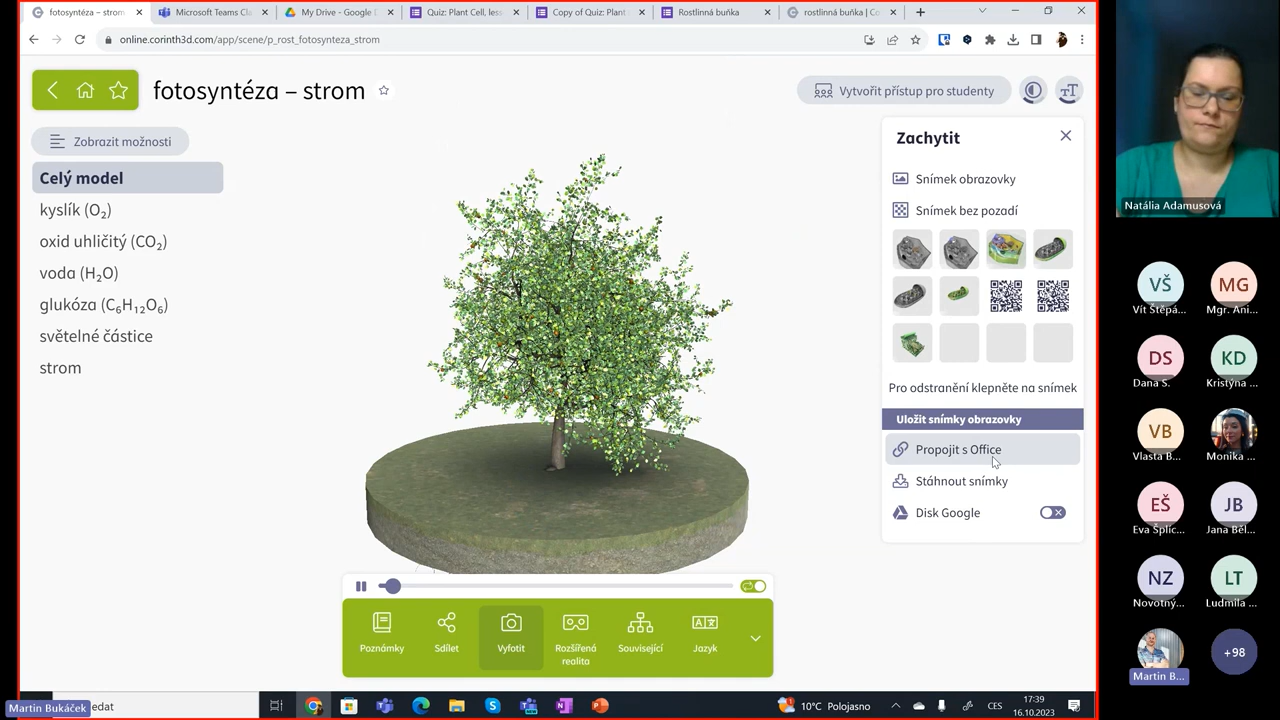 fotosyntéza – strom
Microsoft Teams Cla
My Drive - Google D
Quiz: Plant Cell, less
Copy of Quiz: Plant
Rostlinná buňka
rostlinná buňka | Co
online.corinth3d.com/app/scene/p_rost_fotosynteza_strom
fotosyntéza – strom
Vytvořit přístup pro studenty
Zobrazit možnosti
Celý model
kyslík (O₂)
oxid uhličitý (CO₂)
voda (H₂O)
glukóza (C₆H₁₂O₆)
světelné částice
strom
Zachytit
Snímek obrazovky
Snímek bez pozadí
Pro odstranění klepněte na snímek
Uložit snímky obrazovky
Propojit s Office
Stáhnout snímky
Disk Google
Poznámky
Sdílet
Vyfotit
Rozšířená realita
Související
Jazyk
Natália Adamusová
VŠ
Vít Štěpá...
MG
Mgr. Ani...
DS
Dana S.
KD
Kristýna ...
VB
Vlasta B...
Monika ...
EŠ
Eva Šplíc...
JB
Jana Běl...
NZ
Novotný...
LT
Ludmila ...
Martin B...
+98
Martin Bukáček
edat
10°C Polojasno
CES
17:39
16.10.2023